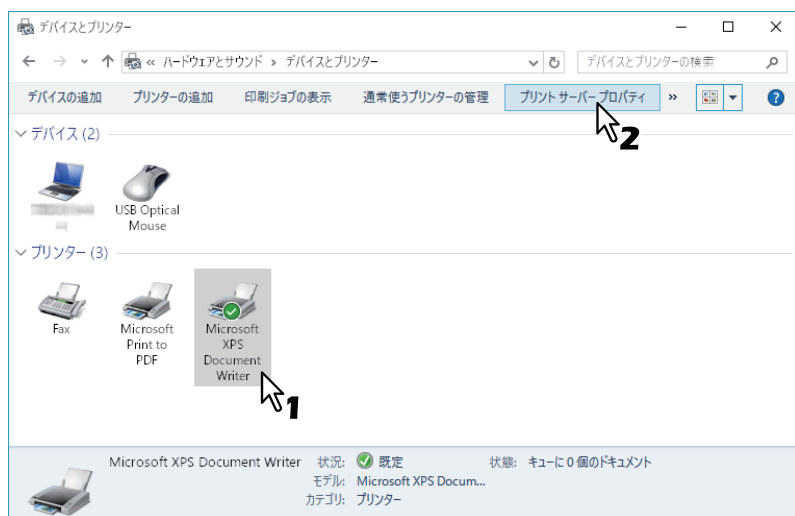 デバイスとプリンター
« ハードウェアとサウンド › デバイスとプリンター
デバイスとプリンターの検索
デバイスの追加 プリンターの追加 印刷ジョブの表示 通常使うプリンターの管理 プリント サーバー プロパティ »
2
デバイス (2)
USB Optical
Mouse
プリンター (3)
Fax
Microsoft
Print to
PDF
Microsoft
XPS
Document
Writer
1
Microsoft XPS Document Writer 状況: 既定 状態: キューに 0 個のドキュメント
モデル: Microsoft XPS Docum...
カテゴリ: プリンター